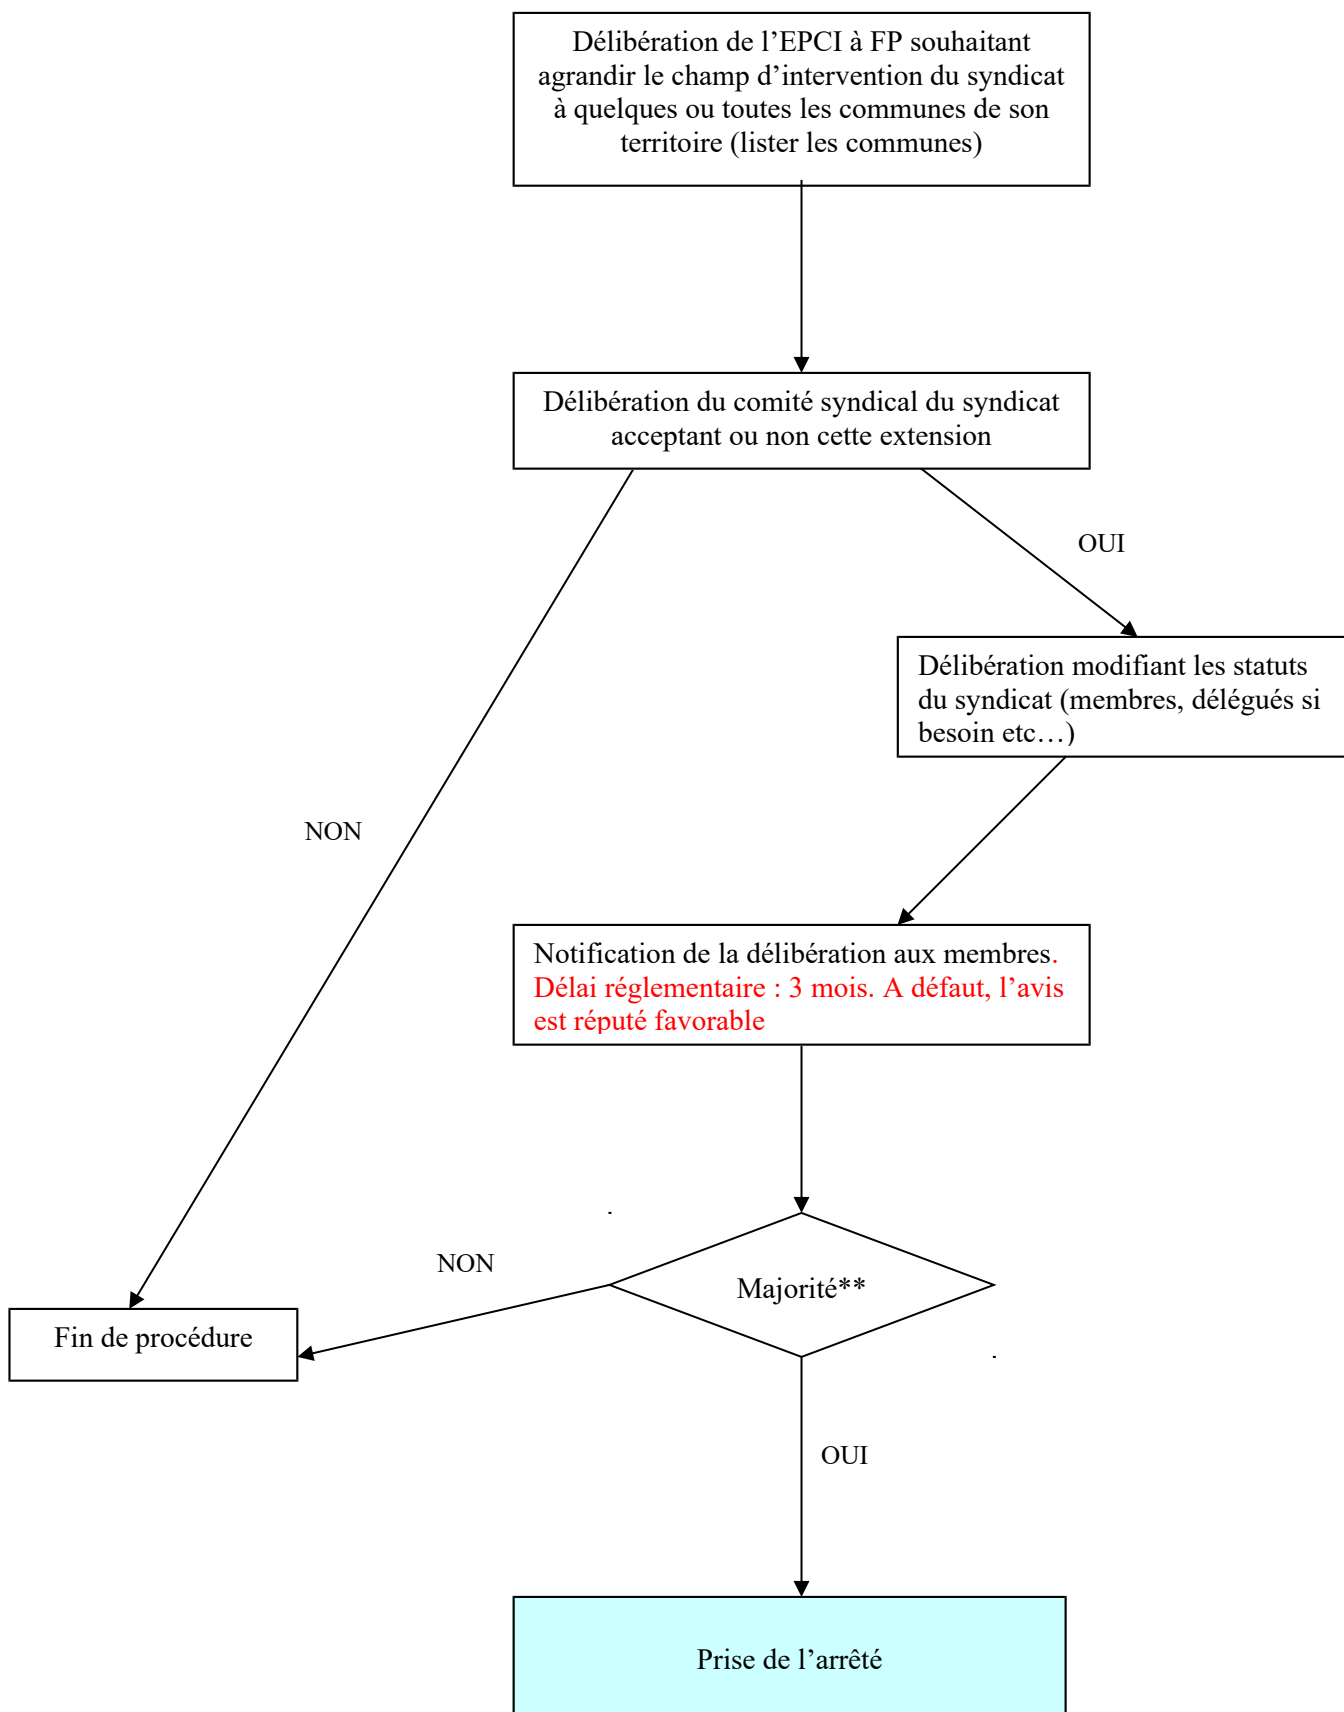 Délibération de l’EPCI à FP souhaitant
agrandir le champ d’intervention du syndicat
à quelques ou toutes les communes de son
territoire (lister les communes)
Délibération du comité syndical du syndicat
acceptant ou non cette extension
OUI
Délibération modifiant les statuts
du syndicat (membres, délégués si
besoin etc…)
NON
Notification de la délibération aux membres.
Délai réglementaire : 3 mois. A défaut, l’avis
est réputé favorable
NON
Majorité**
Fin de procédure
OUI
Prise de l’arrêté